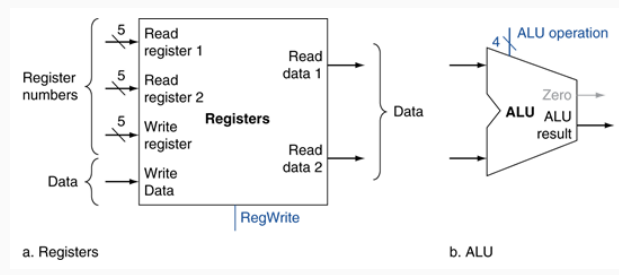 5
Read
register 1
5
Read
register 2
5
Write
register
Write
Data
Register
numbers
Data
Registers
Read
data 1
Read
data 2
Data
RegWrite
a. Registers
4
ALU operation
Zero
ALU
ALU
result
b. ALU